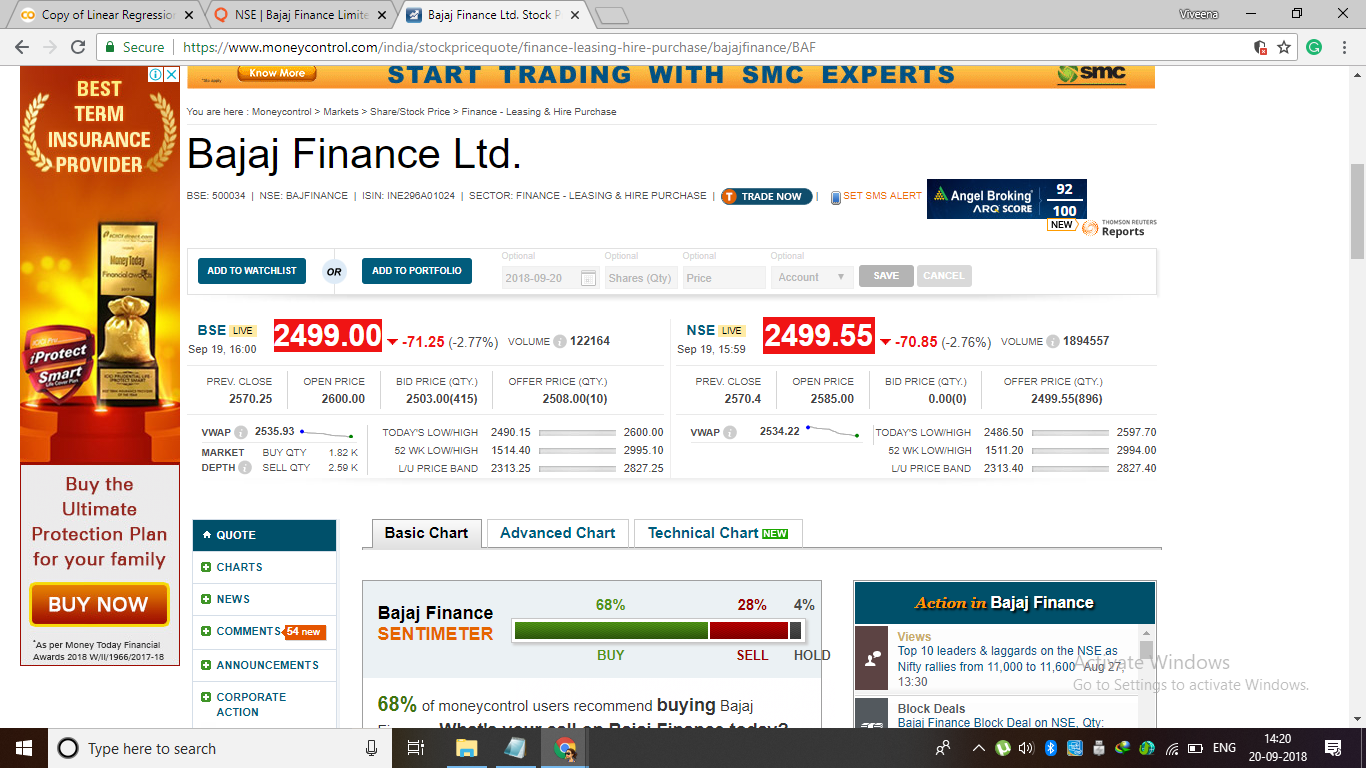 Copy of Linear Regression
NSE | Bajaj Finance Limite
Bajaj Finance Ltd. Stock P
Viveena
Secure
https://www.moneycontrol.com/india/stockpricequote/finance-leasing-hire-purchase/bajajfinance/BAF
BEST
TERM
INSURANCE
PROVIDER
MoneyToday
Financial awards
iProtect
Smart
Buy the
Ultimate
Protection Plan
for your family
BUY NOW
*As per Money Today Financial
Awards 2018 W/II/1966/2017-18
Know More
START TRADING WITH SMC EXPERTS
smc
You are here : Moneycontrol > Markets > Share/Stock Price > Finance - Leasing & Hire Purchase
Bajaj Finance Ltd.
BSE: 500034 | NSE: BAJFINANCE | ISIN: INE296A01024 | SECTOR: FINANCE - LEASING & HIRE PURCHASE | T TRADE NOW | SET SMS ALERT
Angel Broking
ARQ SCORE
92
100
NEW
THOMSON REUTERS
Reports
ADD TO WATCHLIST
OR
ADD TO PORTFOLIO
Optional Optional Optional Optional
2018-09-20 Shares (Qty) Price Account
SAVE
CANCEL
BSE LIVE
Sep 19, 16:00
2499.00
-71.25 (-2.77%)
VOLUME i 122164
PREV. CLOSE OPEN PRICE BID PRICE (QTY.) OFFER PRICE (QTY.)
2570.25 2600.00 2503.00(415) 2508.00(10)
VWAP i 2535.93
MARKET BUY QTY 1.82 K
DEPTH i SELL QTY 2.59 K
TODAY'S LOW/HIGH 2490.15 2600.00
52 WK LOW/HIGH 1514.40 2995.10
L/U PRICE BAND 2313.25 2827.25
NSE LIVE
Sep 19, 15:59
2499.55
-70.85 (-2.76%)
VOLUME i 1894557
PREV. CLOSE OPEN PRICE BID PRICE (QTY.) OFFER PRICE (QTY.)
2570.4 2585.00 0.00(0) 2499.55(896)
VWAP i 2534.22
TODAY'S LOW/HIGH 2486.50 2597.70
52 WK LOW/HIGH 1511.20 2994.00
L/U PRICE BAND 2313.40 2827.40
QUOTE
CHARTS
NEWS
COMMENTS 54 new
ANNOUNCEMENTS
CORPORATE
ACTION
Basic Chart
Advanced Chart
Technical Chart NEW
Bajaj Finance
SENTIMETER
68% 28% 4%
BUY SELL HOLD
68% of moneycontrol users recommend buying Bajaj
What's your call on Bajaj Finance today?
Action in Bajaj Finance
Views
Top 10 leaders & laggards on the NSE as
Nifty rallies from 11,000 to 11,600 Aug 27,
13:30
Block Deals
Bajaj Finance Block Deal on NSE, Qty:
Activate Windows
Go to Settings to activate Windows.
Type here to search
ENG
14:20
20-09-2018